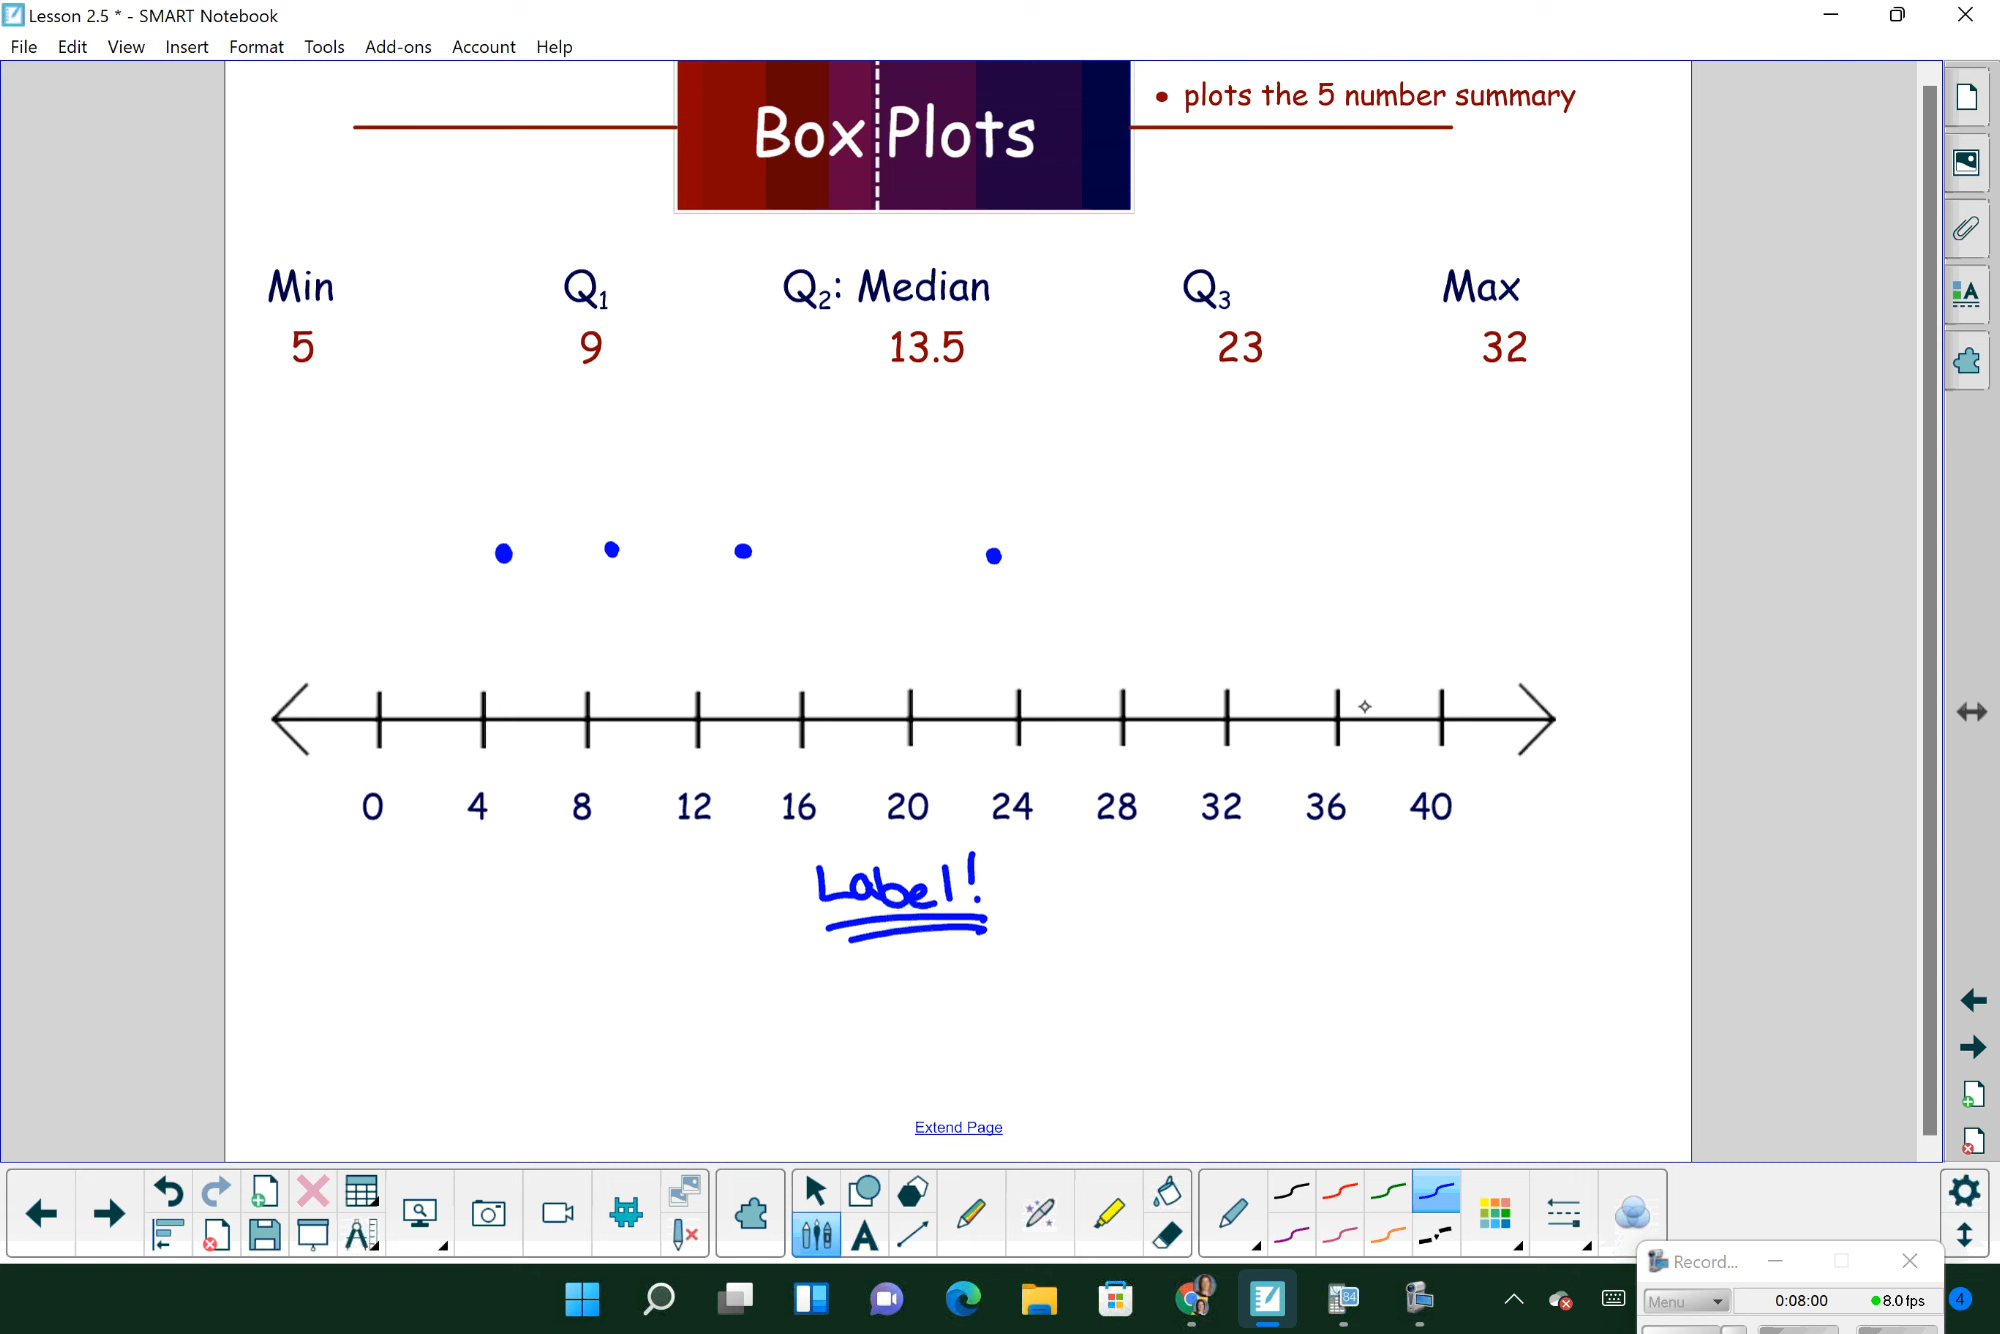 Lesson 2.5 * - SMART Notebook
File Edit View Insert Format Tools Add-ons Account Help
Box Plots
• plots the 5 number summary
Min Q₁ Q₂: Median Q₃ Max
5 9 13.5 23 32
0 4 8 12 16 20 24 28 32 36 40
Label!
Extend Page
A
A
Record...
84
Menu 0:08:00 8.0 fps 4